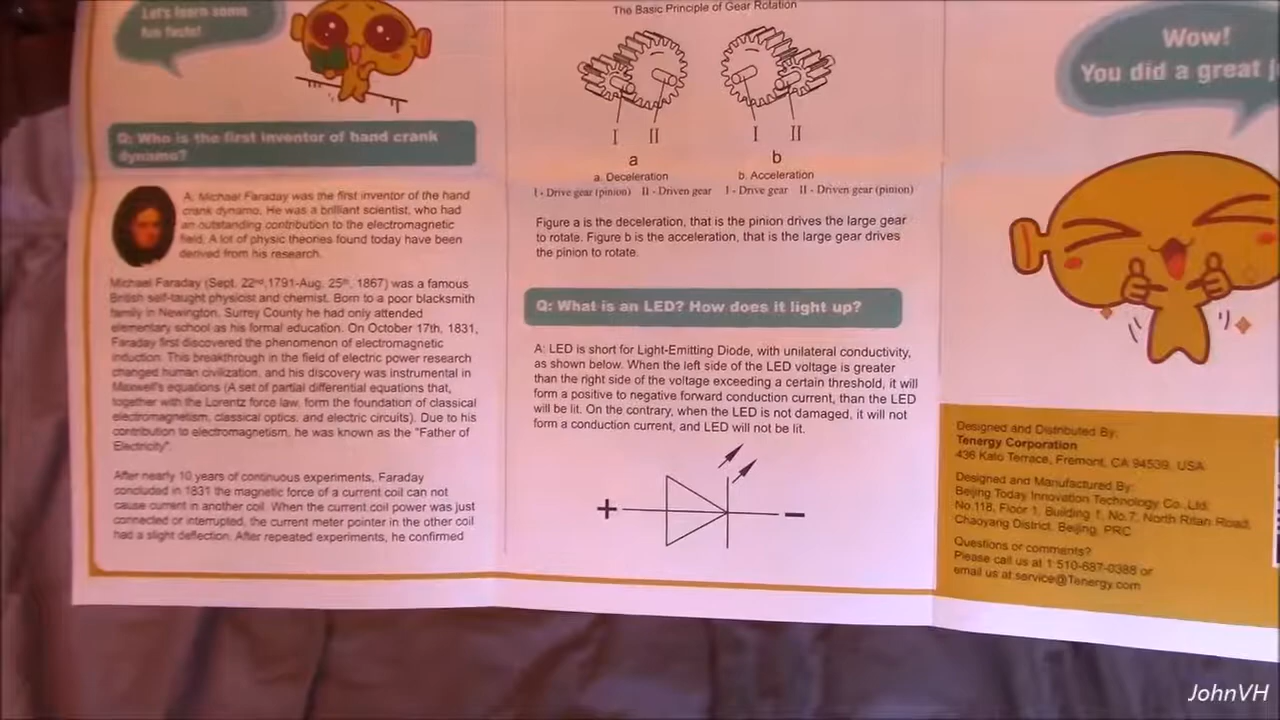 Let's learn some
fun facts!
Q: Who is the first inventor of hand crank
dynamo?
A: Michael Faraday was the first inventor of the hand
crank dynamo. He was a brilliant scientist, who had
an outstanding contribution to the electromagnetic
field. A lot of physic theories found today have been
derived from his research.
Michael Faraday (Sept. 22nd,1791-Aug. 25th, 1867) was a famous
British self-taught physicist and chemist. Born to a poor blacksmith
family in Newington, Surrey County he had only attended
elementary school as his formal education. On October 17th, 1831,
Faraday first discovered the phenomenon of electromagnetic
induction. This breakthrough in the field of electric power research
changed human civilization, and his discovery was instrumental in
Maxwell's equations (A set of partial differential equations that,
together with the Lorentz force law, form the foundation of classical
electromagnetism, classical optics, and electric circuits). Due to his
contribution to electromagnetism, he was known as the "Father of
Electricity".
After nearly 10 years of continuous experiments, Faraday
concluded in 1831 the magnetic force of a current coil can not
cause current in another coil. When the current coil power was just
connected or interrupted, the current meter pointer in the other coil
had a slight deflection. After repeated experiments, he confirmed
The Basic Principle of Gear Rotation
I II I II
a b
a. Deceleration b. Acceleration
I - Drive gear (pinion) II - Driven gear I - Drive gear II - Driven gear (pinion)
Figure a is the deceleration, that is the pinion drives the large gear
to rotate. Figure b is the acceleration, that is the large gear drives
the pinion to rotate.
Q: What is an LED? How does it light up?
A: LED is short for Light-Emitting Diode, with unilateral conductivity,
as shown below. When the left side of the LED voltage is greater
than the right side of the voltage exceeding a certain threshold, it will
form a positive to negative forward conduction current, than the LED
will be lit. On the contrary, when the LED is not damaged, it will not
form a conduction current, and LED will not be lit.
+ −
Wow!
You did a great
Designed and Distributed By:
Tenergy Corporation
436 Kato Terrace, Fremont, CA 94539, USA
Designed and Manufactured By:
Beijing Today Innovation Technology Co.,Ltd.
No.118, Floor 1, Building 1, No.7, North Ritan Road,
Chaoyang District, Beijing, PRC
Questions or comments?
Please call us at 1-510-687-0388 or
email us at service@Tenergy.com
JohnVH